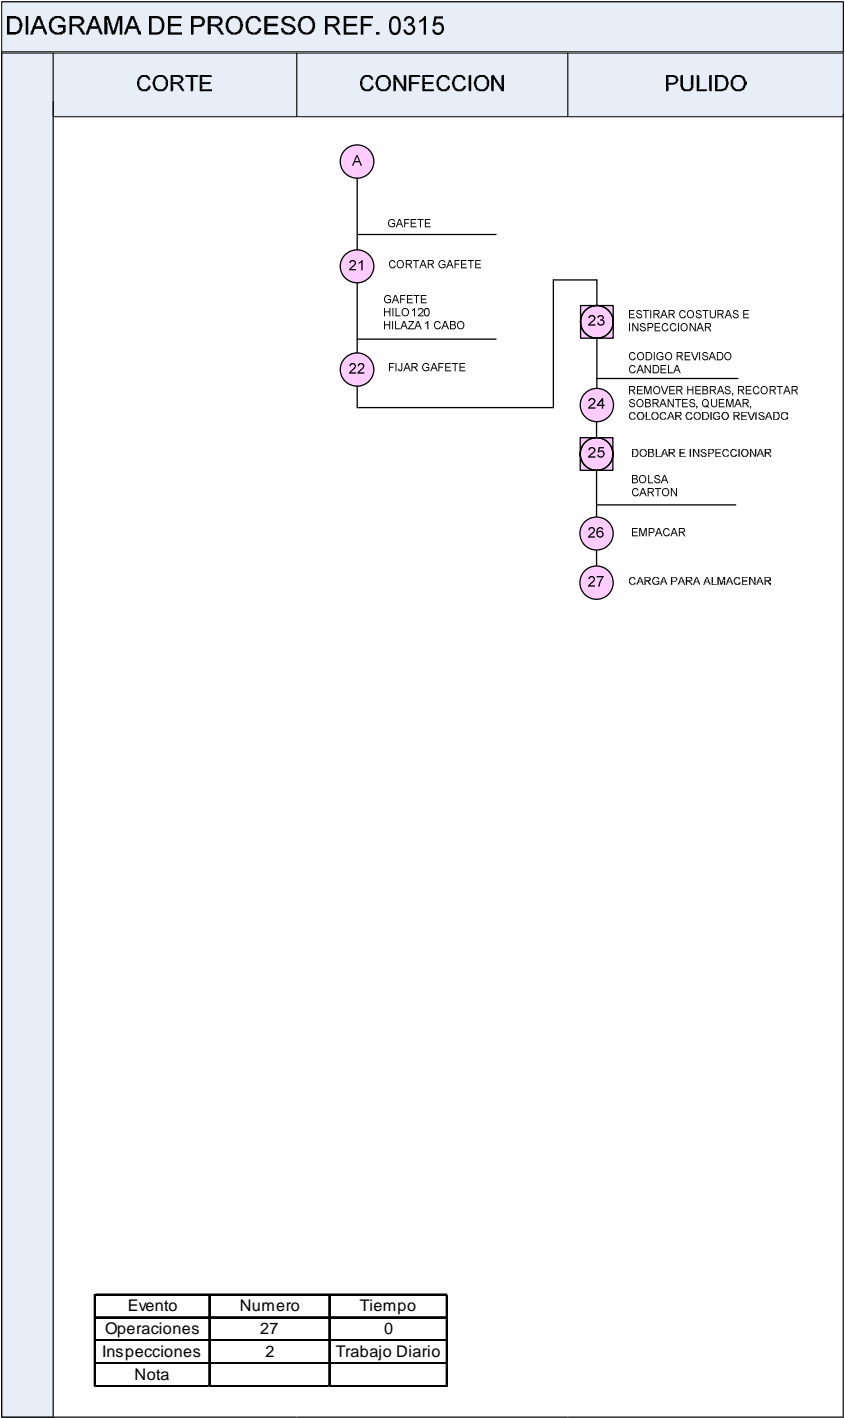 DIAGRAMA DE PROCESO REF. 0315
CORTE
CONFECCION
PULIDO
A
GAFETE
21
CORTAR GAFETE
GAFETE
HILO 120
HILAZA 1 CABO
22
FIJAR GAFETE
23
ESTIRAR COSTURAS E
INSPECCIONAR
CODIGO REVISADO
CANDELA
24
REMOVER HEBRAS, RECORTAR
SOBRANTES, QUEMAR,
COLOCAR CODIGO REVISADO
25
DOBLAR E INSPECCIONAR
BOLSA
CARTON
26
EMPACAR
27
CARGA PARA ALMACENAR
Evento Numero Tiempo
Operaciones 27 0
Inspecciones 2 Trabajo Diario
Nota